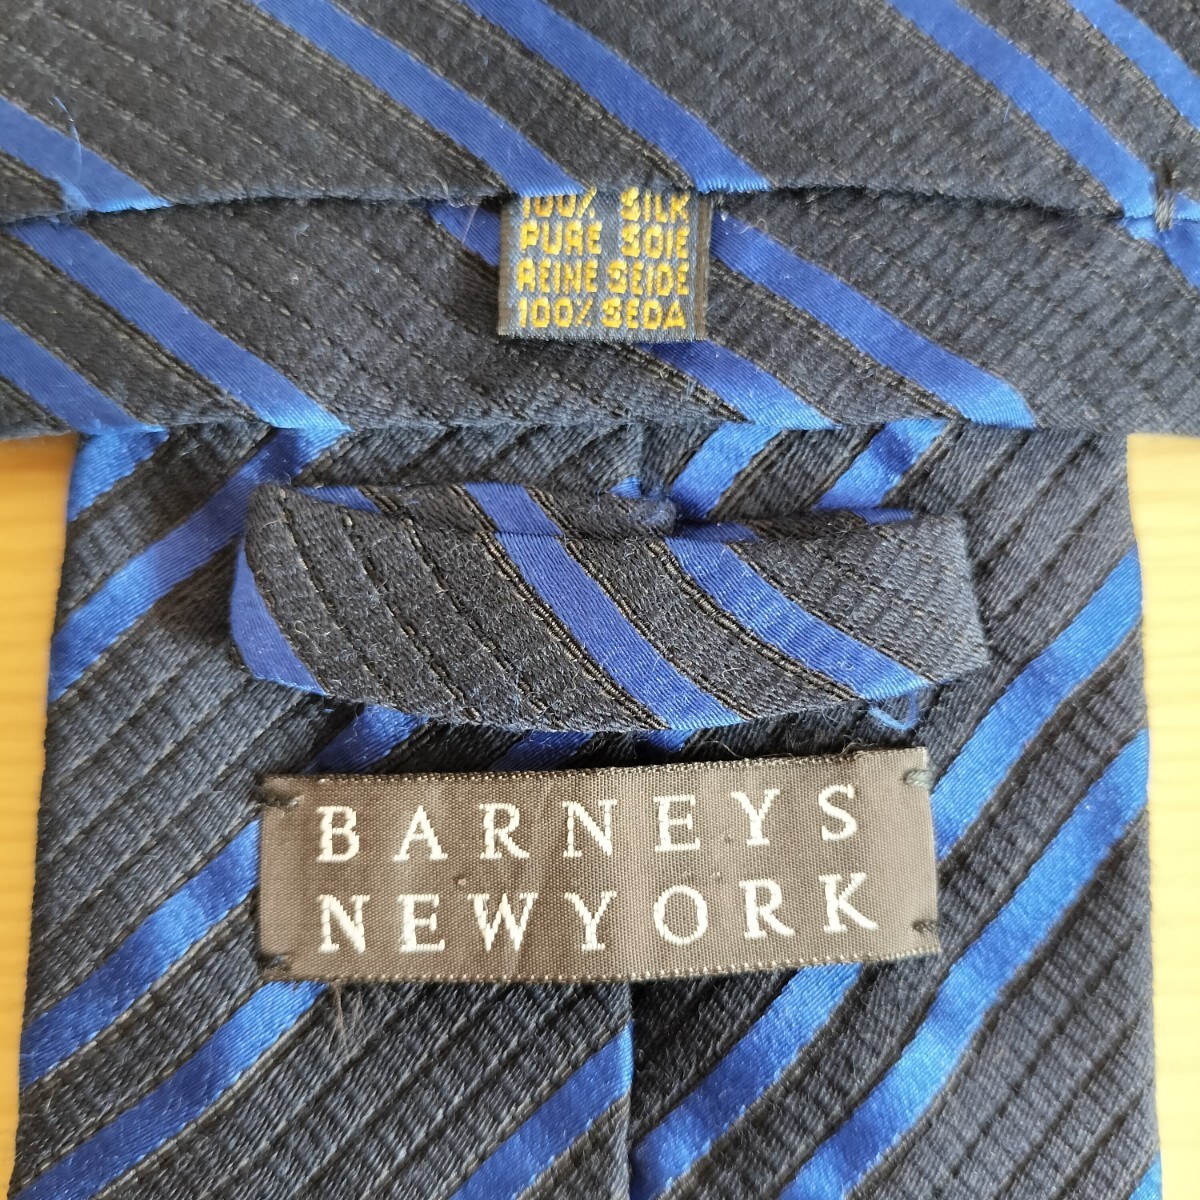 100% SILK
PURE SOIE
REINE SEIDE
100% SEDA
BARNEYS
NEWYORK